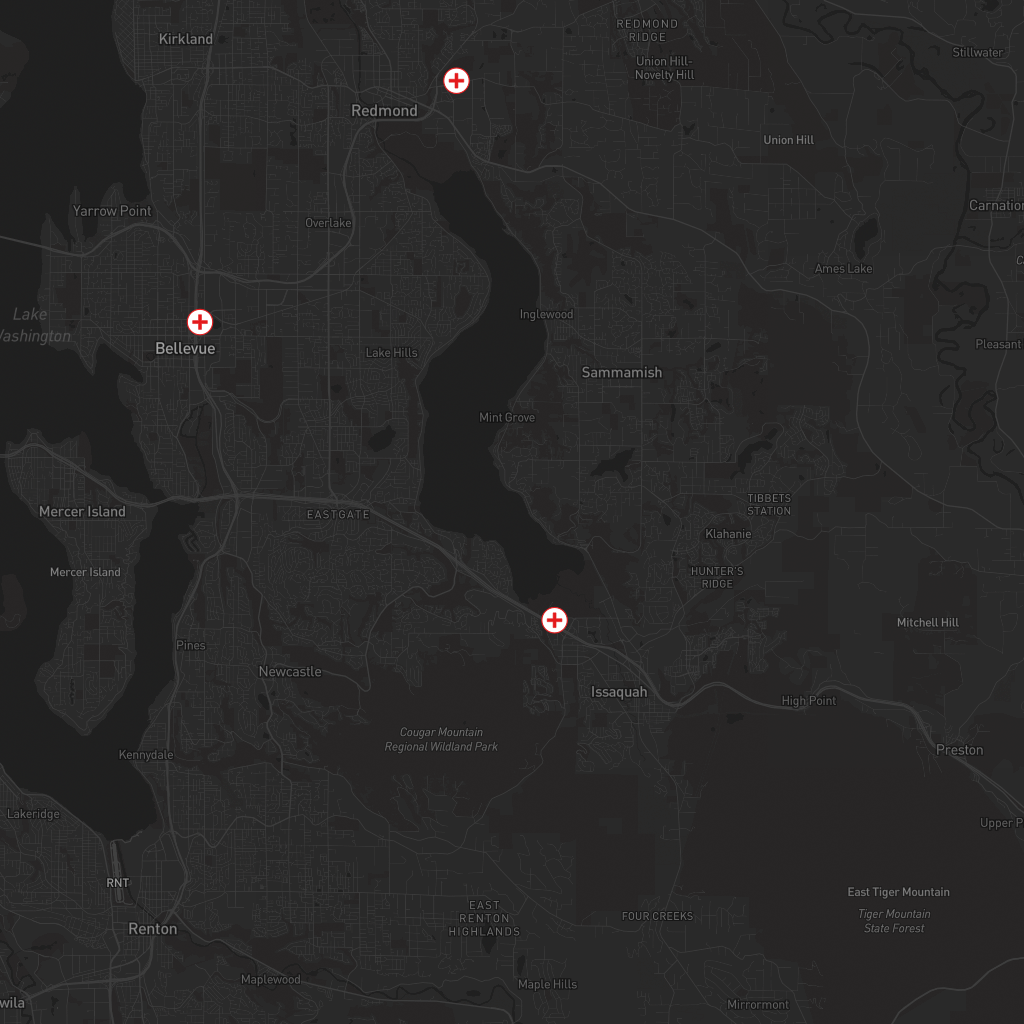 REDMOND
RIDGE
Kirkland
Stillwater
Union Hill-
Novelty Hill
Redmond
Union Hill
Carnation
Yarrow Point
Overlake
Ames Lake
Lake
Washington
Inglewood
Pleasant
Bellevue
Lake Hills
Sammamish
Mint Grove
TIBBETS
STATION
Mercer Island
EASTGATE
Klahanie
Mercer Island
HUNTER'S
RIDGE
Mitchell Hill
Pines
Newcastle
Issaquah
High Point
Cougar Mountain
Regional Wildland Park
Kennydale
Preston
Lakeridge
Upper P
RNT
East Tiger Mountain
EAST
RENTON
HIGHLANDS
FOUR CREEKS
Tiger Mountain
State Forest
Renton
Maplewood
Maple Hills
wila
Mirrormont